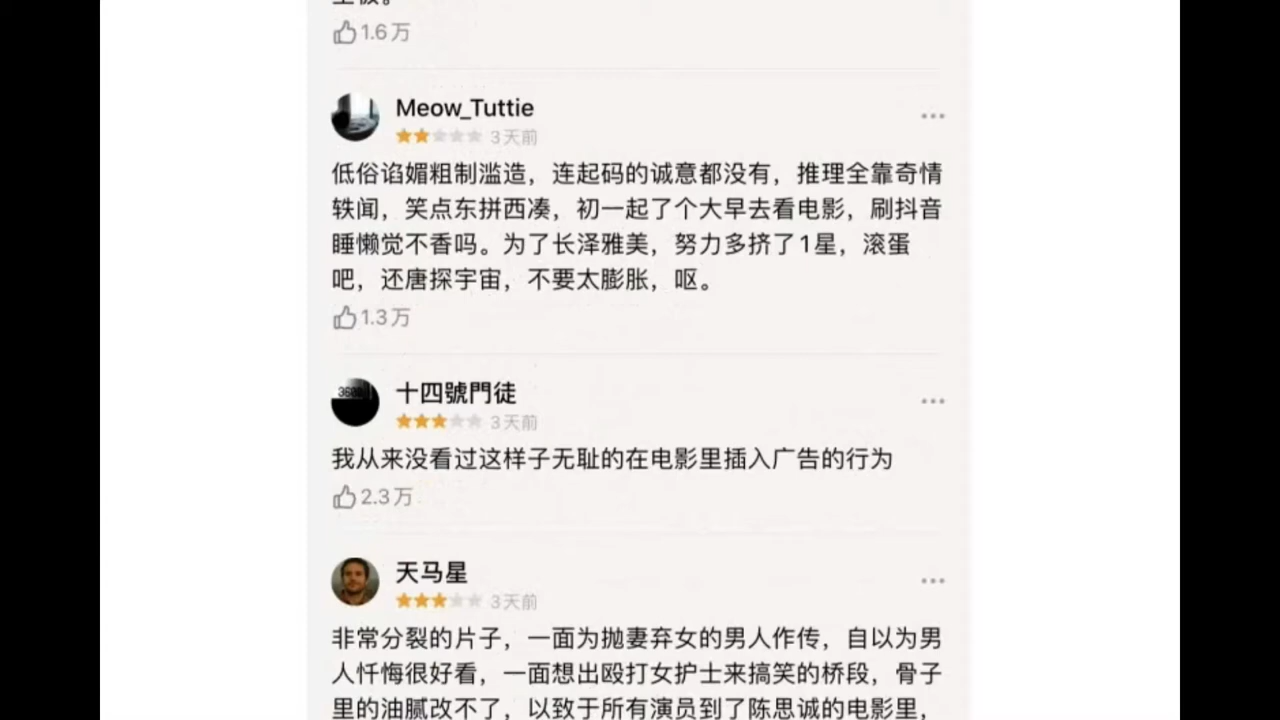 1.6万
Meow_Tuttie
3天前
低俗谄媚粗制滥造，连起码的诚意都没有，推理全靠奇情
轶闻，笑点东拼西凑，初一起了个大早去看电影，刷抖音
睡懒觉不香吗。为了长泽雅美，努力多挤了1星，滚蛋
吧，还唐探宇宙，不要太膨胀，呕。
1.3万
十四號門徒
3天前
我从来没看过这样子无耻的在电影里插入广告的行为
2.3万
天马星
3天前
非常分裂的片子，一面为抛妻弃女的男人作传，自以为男
人忏悔很好看，一面想出殴打女护士来搞笑的桥段，骨子
里的油腻改不了，以致于所有演员到了陈思诚的电影里，